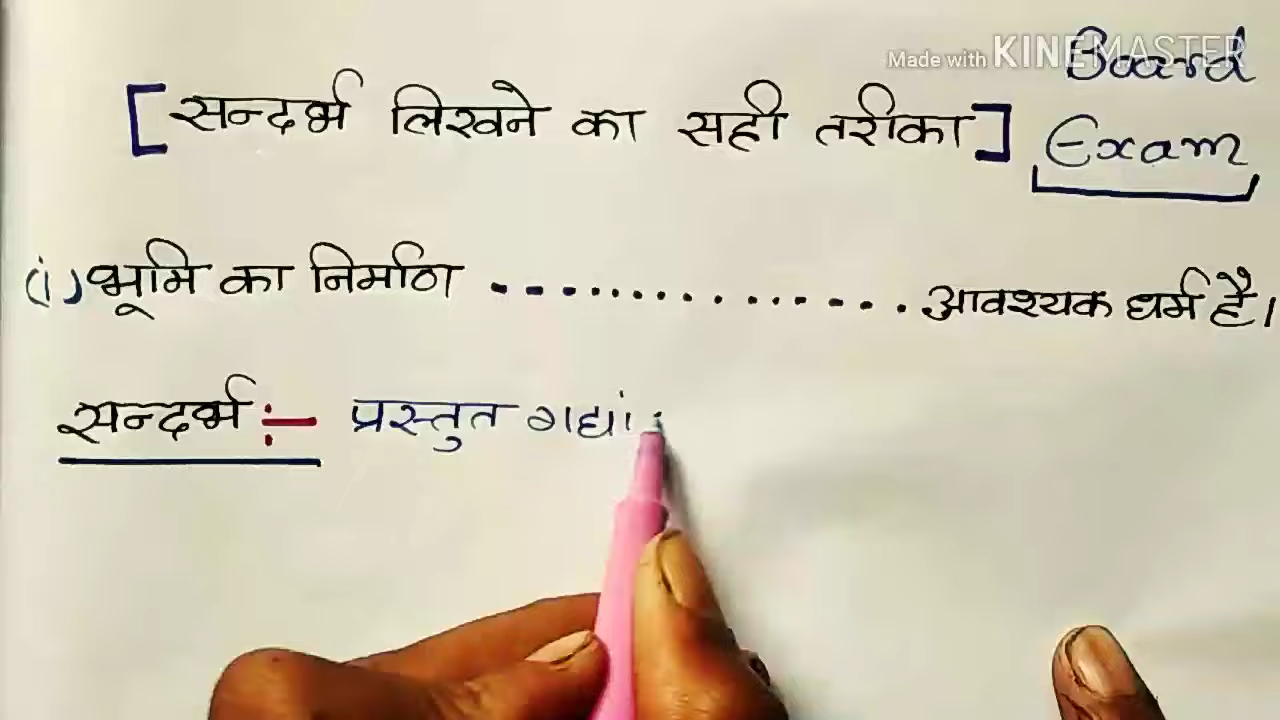 Made with KINEMASTER
Board
[सन्दर्भ लिखने का सही तरीका] Exam
(i) भूमि का निर्माण .................. आवश्यक धर्म है।
सन्दर्भ :- प्रस्तुत गद्यां